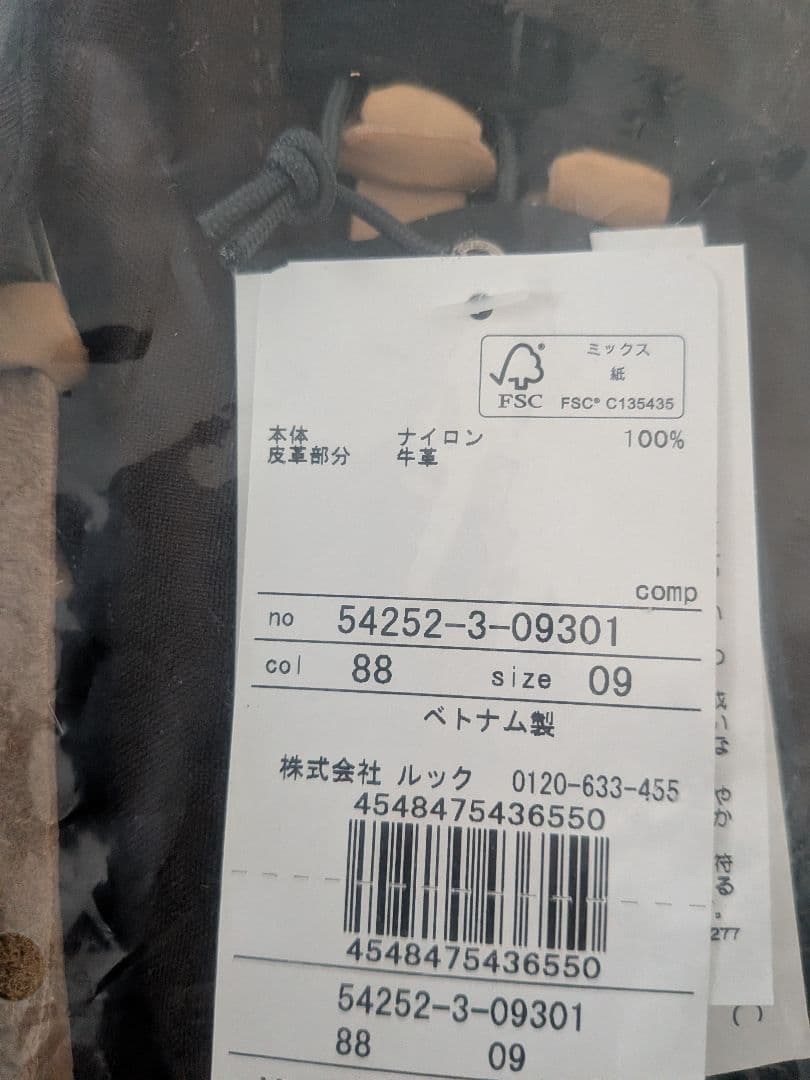 ミックス
紙
FSC FSC® C135435
本体 ナイロン 100%
皮革部分 牛革
comp
no 54252-3-09301
col 88 size 09
ベトナム製
株式会社 ルック 0120-633-455
4548475436550
4548475436550
54252-3-09301
88 09
277